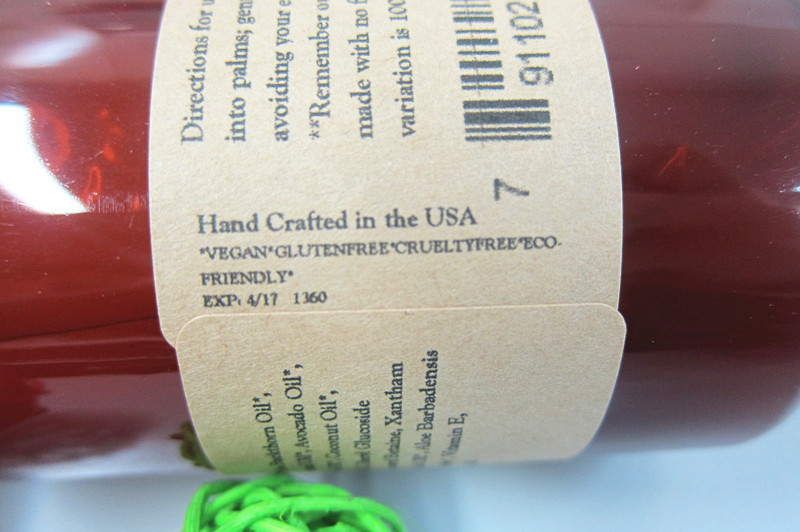 Directions for
into palms;
avoiding your
**Remember
made with no
variation is 100
7 91102
Hand Crafted in the USA
*VEGAN*GLUTENFREE*CRUELTYFREE*ECO-
FRIENDLY*
EXP: 4/17 1360
Oil*,
Avocado Oil*,
Coconut Oil*,
Glucoside
Xanthan
Aloe Barbadensis
Vitamin E,